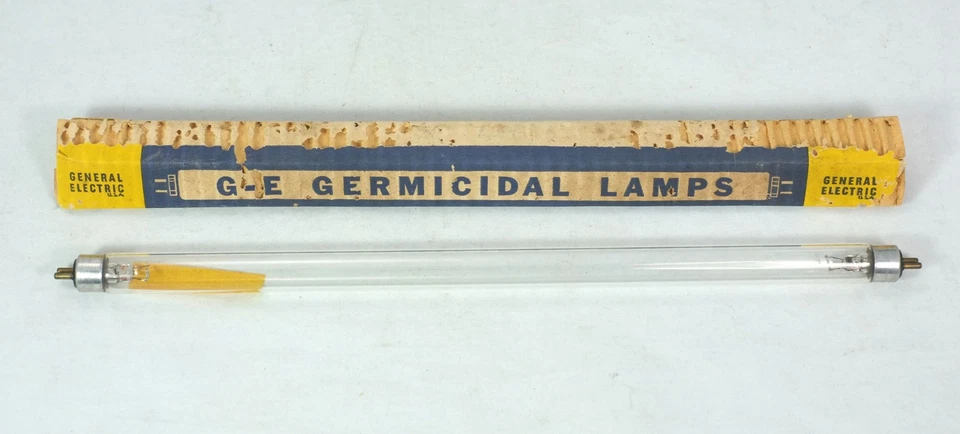 GENERAL
ELECTRIC
U.S.A.
G-E GERMICIDAL LAMPS
GENERAL
ELECTRIC
U.S.A.